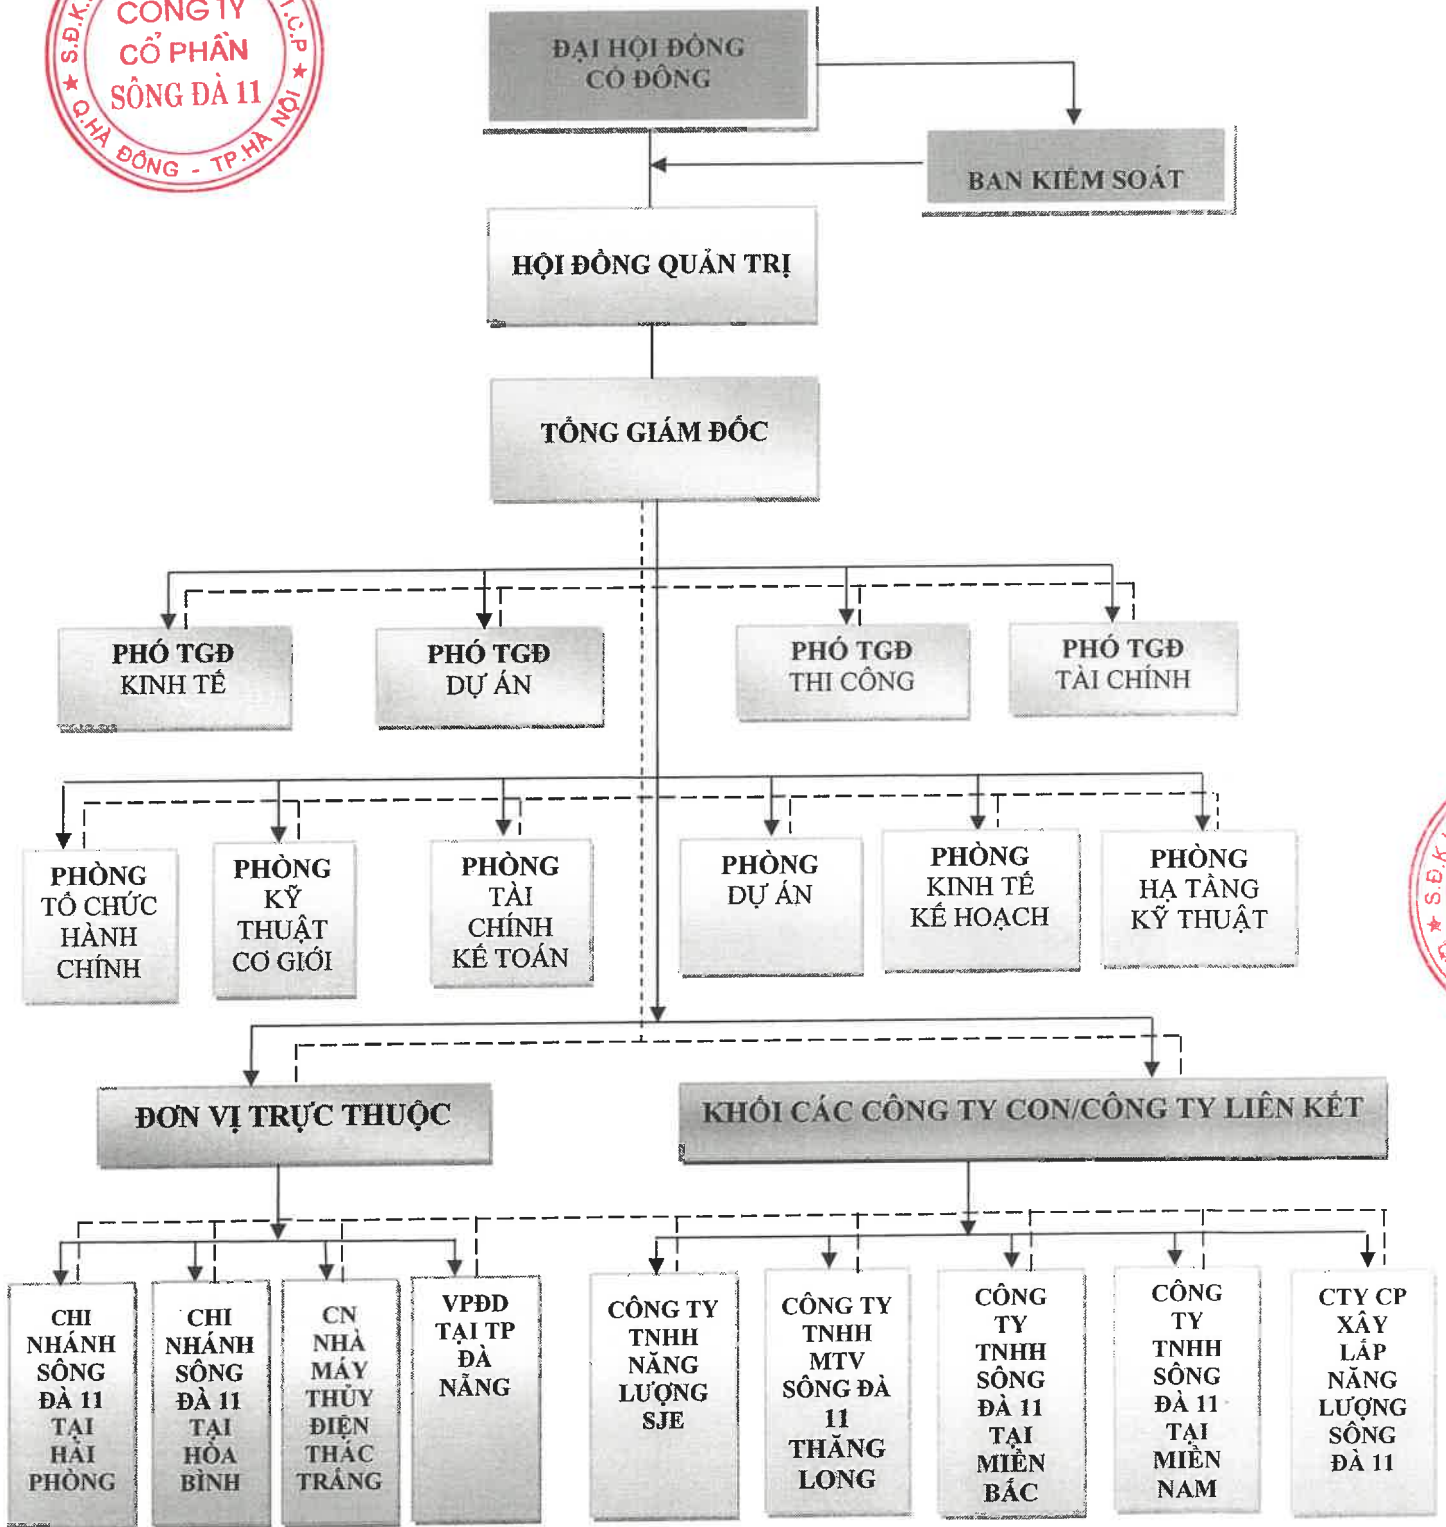 CÔNG TY
CỔ PHẦN
SÔNG ĐÀ 11
Q.HÀ ĐÔNG - TP.HÀ NỘI
ĐẠI HỘI ĐỒNG
CỔ ĐÔNG
BAN KIỂM SOÁT
HỘI ĐỒNG QUẢN TRỊ
TỔNG GIÁM ĐỐC
PHÓ TGĐ
KINH TẾ
PHÓ TGĐ
DỰ ÁN
PHÓ TGĐ
THI CÔNG
PHÓ TGĐ
TÀI CHÍNH
PHÒNG
TỔ CHỨC
HÀNH
CHÍNH
PHÒNG
KỸ
THUẬT
CƠ GIỚI
PHÒNG
TÀI
CHÍNH
KẾ TOÁN
PHÒNG
DỰ ÁN
PHÒNG
KINH TẾ
KẾ HOẠCH
PHÒNG
HẠ TẦNG
KỸ THUẬT
S.Đ.K
ĐƠN VỊ TRỰC THUỘC
KHỐI CÁC CÔNG TY CON/CÔNG TY LIÊN KẾT
CHI
NHÁNH
SÔNG
ĐÀ 11
TẠI
HẢI
PHÒNG
CHI
NHÁNH
SÔNG
ĐÀ 11
TẠI
HÒA
BÌNH
CN
NHÀ
MÁY
THỦY
ĐIỆN
THÁC
TRẮNG
VPĐD
TẠI TP
ĐÀ
NẴNG
CÔNG TY
TNHH
NĂNG
LƯỢNG
SJE
CÔNG TY
TNHH
MTV
SÔNG ĐÀ
11
THĂNG
LONG
CÔNG
TY
TNHH
SÔNG
ĐÀ 11
TẠI
MIỀN
BẮC
CÔNG
TY
TNHH
SÔNG
ĐÀ 11
TẠI
MIỀN
NAM
CTY CP
XÂY
LẮP
NĂNG
LƯỢNG
SÔNG
ĐÀ 11